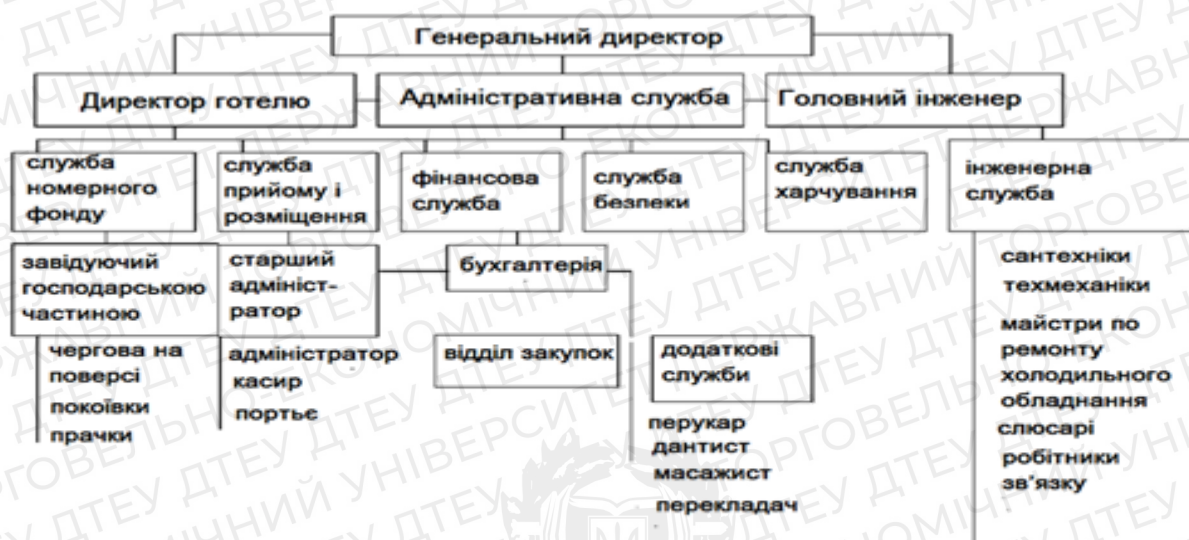 Генеральний директор
Директор готелю
Адміністративна служба
Головний інженер
служба
номерного
фонду
служба
прийому і
розміщення
фінансова
служба
служба
безпеки
служба
харчування
інженерна
служба
завідуючий
господарською
частиною
старший
адмініст-
ратор
бухгалтерія
чергова на
поверсі
покоївки
прачки
адміністратор
касир
портьє
відділ закупок
додаткові
служби
перукар
дантист
масажист
перекладач
сантехніки
техмеханіки
майстри по
ремонту
холодильного
обладнання
слюсарі
робітники
зв'язку